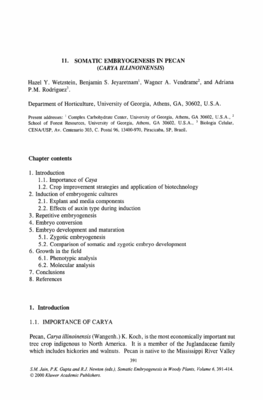 11. SOMATIC EMBRYOGENESIS IN PECAN
(CARYA ILLINOINENSIS)
Hazel Y. Wetzstein, Benjamin S. Jeyaretnam¹, Wagner A. Vendrame², and Adriana
P.M. Rodriguez³.
Department of Horticulture, University of Georgia, Athens, GA, 30602, U.S.A.
Present addresses: ¹ Complex Carbohydrate Center, University of Georgia, Athens, GA 30602, U.S.A., ²
School of Forest Resources, University of Georgia, Athens, GA 30602, U.S.A., ³ Biologia Celular,
CENA/USP, Av. Centenario 303, C. Postal 96, 13400-970, Piracicaba, SP, Brazil.
Chapter contents
1. Introduction
1.1. Importance of Caya
1.2. Crop improvement strategies and application of biotechnology
2. Induction of embryogenic cultures
2.1. Explant and media components
2.2. Effects of auxin type during induction
3. Repetitive embryogenesis
4. Embryo conversion
5. Embryo development and maturation
5.1. Zygotic embryogenesis
5.2. Comparison of somatic and zygotic embryo development
6. Growth in the field
6.1. Phenotypic analysis
6.2. Molecular analysis
7. Conclusions
8. References
1. Introduction
1.1. IMPORTANCE OF CARYA
Pecan, Carya illinoinensis (Wangenh.) K. Koch, is the most economically important nut
tree crop indigenous to North America. It is a member of the Juglandaceae family
which includes hickories and walnuts. Pecan is native to the Mississippi River Valley
391
S.M. Jain, P.K. Gupta and R.J. Newton (eds.), Somatic Embryogenesis in Woody Plants, Volume 6, 391-414.
© 2000 Kluwer Academic Publishers.